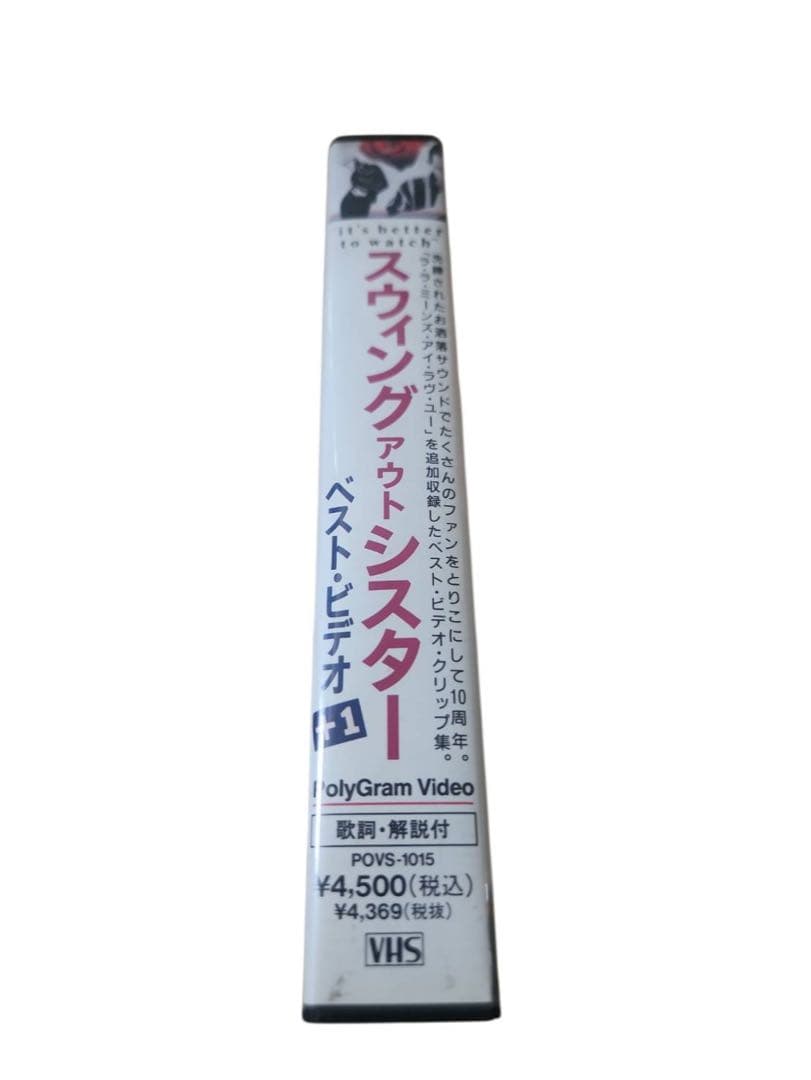 it's better
to watch
洗練されたお洒落サウンドでたくさんのファンをとりこにして10周年。
「ラ・ラ・ミーンズ・アイ・ラヴ・ユー」を追加収録したベスト・ビデオ・クリップ集。
スウィング アウト シスター
ベスト・ビデオ +1
PolyGram Video
歌詞・解説付
POVS-1015
¥4,500(税込)
¥4,369(税抜)
VHS